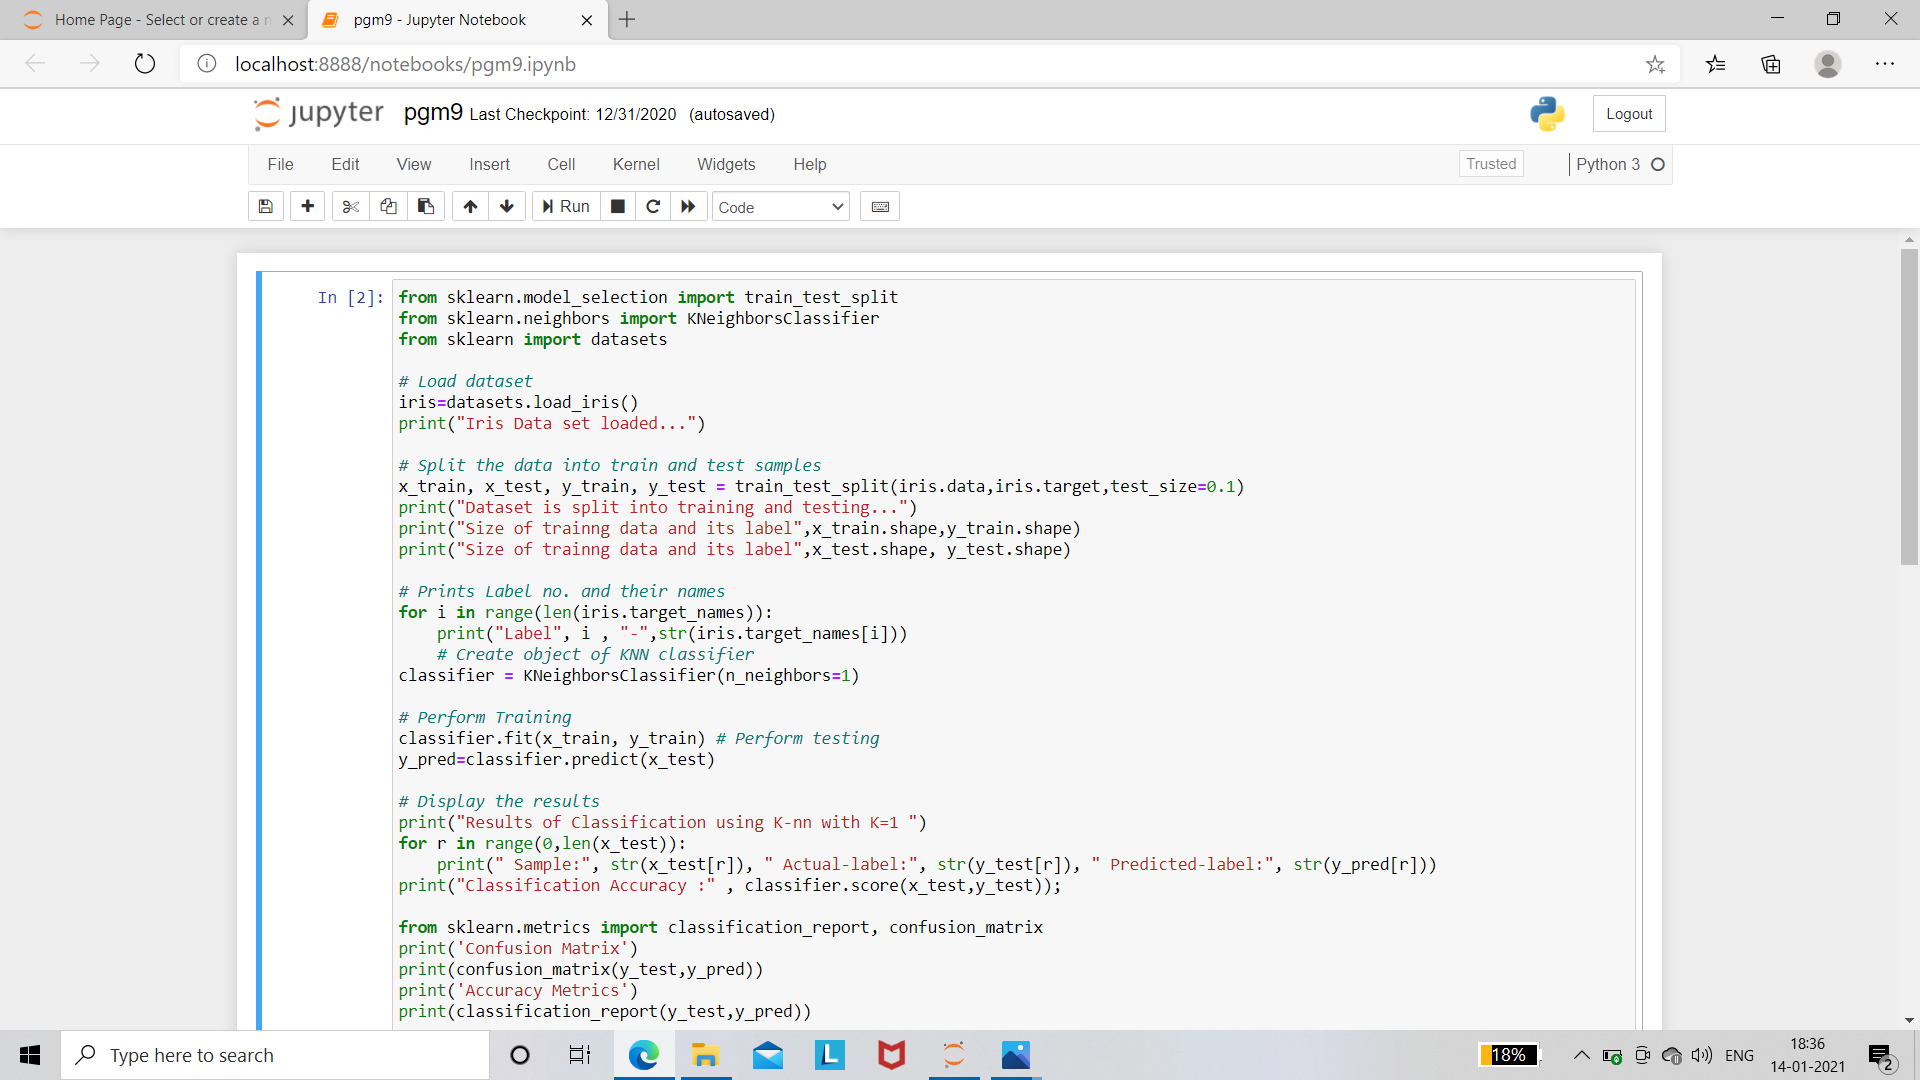 Home Page - Select or create a n
pgm9 - Jupyter Notebook
localhost:8888/notebooks/pgm9.ipynb
jupyter pgm9 Last Checkpoint: 12/31/2020 (autosaved)
Logout
File Edit View Insert Cell Kernel Widgets Help
Trusted
Python 3
Run
Code
In [2]:
from sklearn.model_selection import train_test_split
from sklearn.neighbors import KNeighborsClassifier
from sklearn import datasets
# Load dataset
iris=datasets.load_iris()
print("Iris Data set loaded...")
# Split the data into train and test samples
x_train, x_test, y_train, y_test = train_test_split(iris.data,iris.target,test_size=0.1)
print("Dataset is split into training and testing...")
print("Size of trainng data and its label",x_train.shape,y_train.shape)
print("Size of trainng data and its label",x_test.shape, y_test.shape)
# Prints Label no. and their names
for i in range(len(iris.target_names)):
    print("Label", i , "-",str(iris.target_names[i]))
    # Create object of KNN classifier
classifier = KNeighborsClassifier(n_neighbors=1)
# Perform Training
classifier.fit(x_train, y_train) # Perform testing
y_pred=classifier.predict(x_test)
# Display the results
print("Results of Classification using K-nn with K=1 ")
for r in range(0,len(x_test)):
    print(" Sample:", str(x_test[r]), " Actual-label:", str(y_test[r]), " Predicted-label:", str(y_pred[r]))
print("Classification Accuracy :" , classifier.score(x_test,y_test));
from sklearn.metrics import classification_report, confusion_matrix
print('Confusion Matrix')
print(confusion_matrix(y_test,y_pred))
print('Accuracy Metrics')
print(classification_report(y_test,y_pred))
Type here to search
L
18%
ENG
18:36
14-01-2021
2